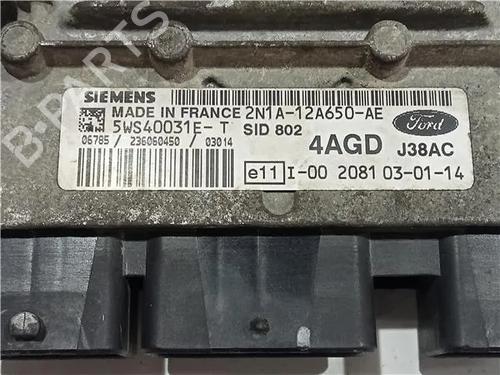 B-PARTS
SIEMENS
MADE IN FRANCE 2N1A-12A650-AE
5WS40031E- T SID 802
06785 / 236060450 / 03014
4AGD J38AC
Ford
e11 I-00 2081 03-01-14